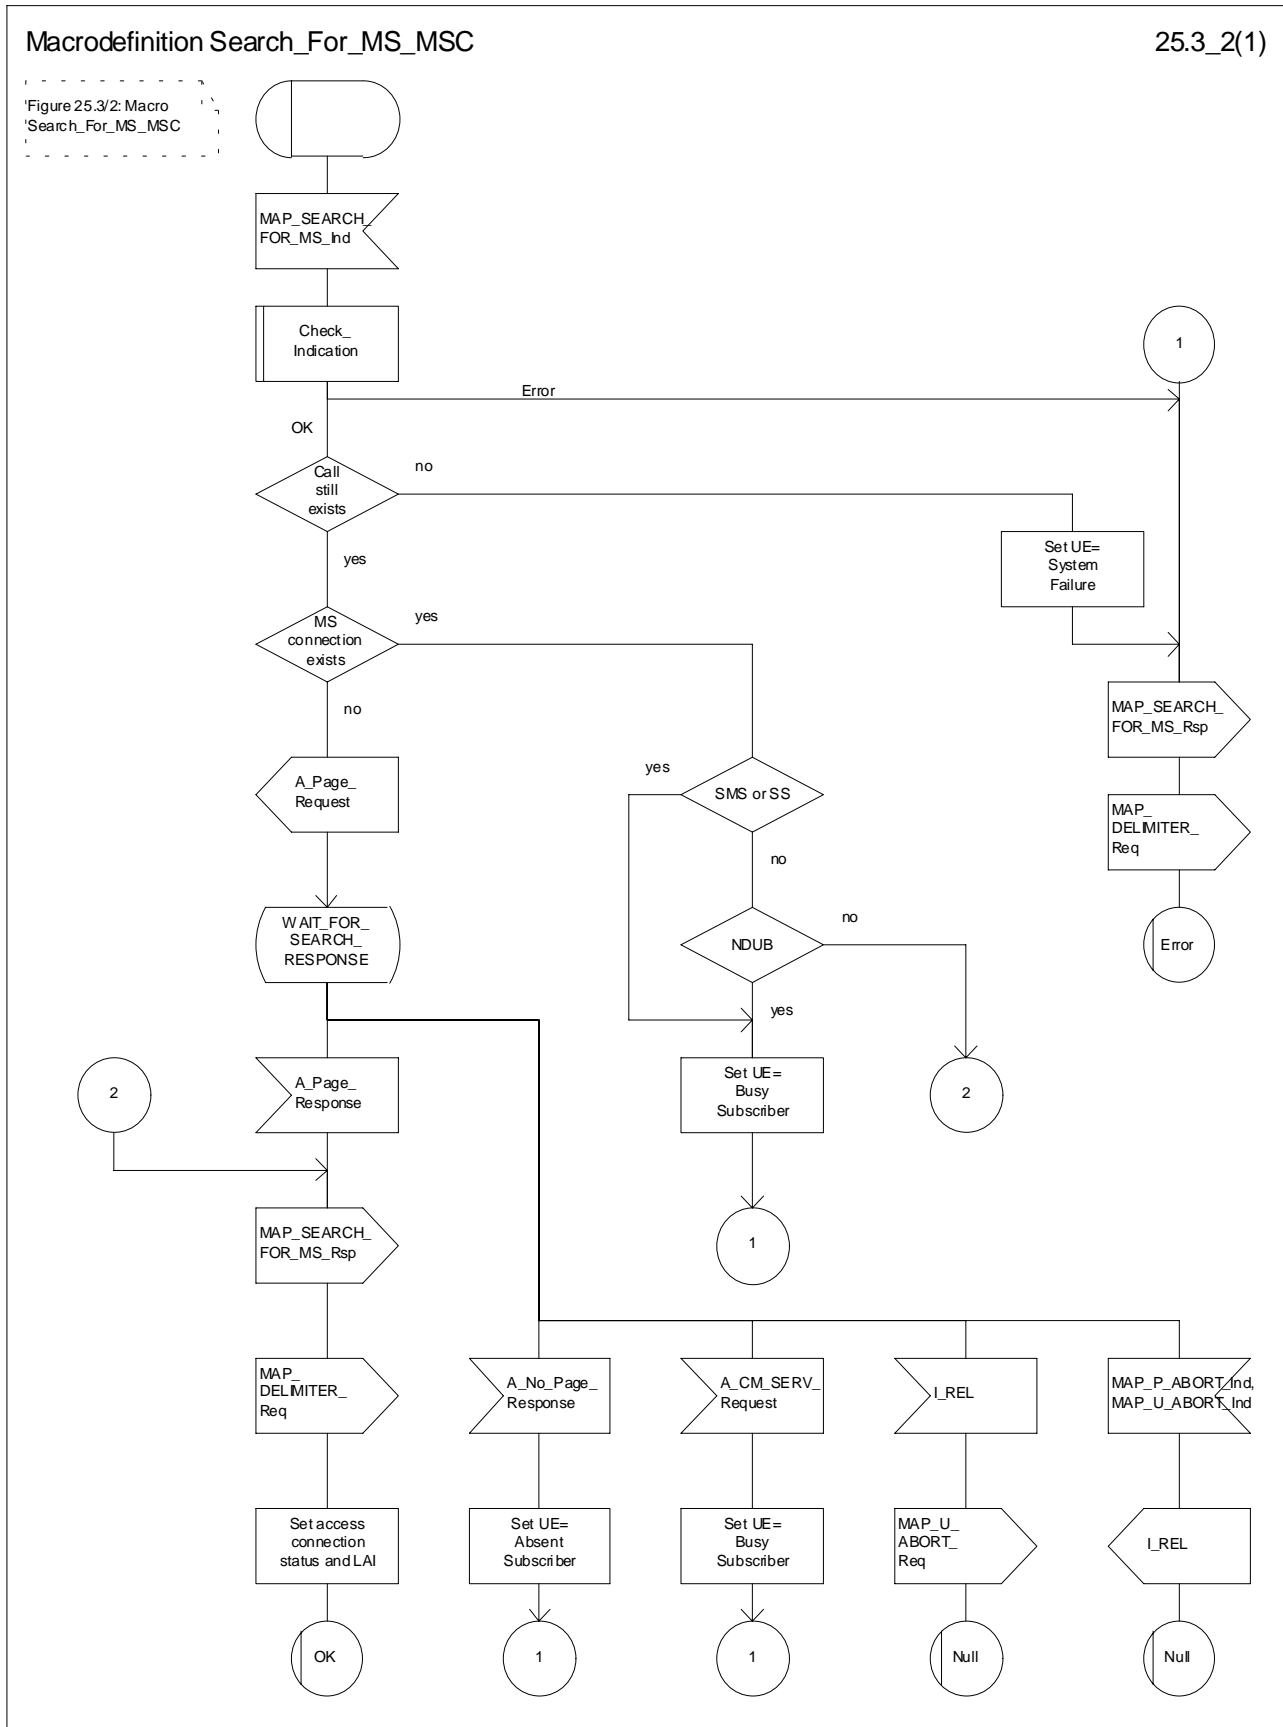 Macrodefinition Search_For_MS_MSC
25.3_2(1)
Figure 25.3/2: Macro
Search_For_MS_MSC
MAP_SEARCH_
FOR_MS_Ind
Check_
Indication
1
Error
OK
Call
still
exists
no
Set UE=
System
Failure
yes
MS
connection
exists
yes
no
MAP_SEARCH_
FOR_MS_Rsp
A_Page_
Request
yes
SMS or SS
MAP_
DELIMITER_
Req
no
WAIT_FOR_
SEARCH_
RESPONSE
NDUB
no
Error
yes
2
A_Page_
Response
Set UE=
Busy
Subscriber
2
MAP_SEARCH_
FOR_MS_Rsp
1
MAP_
DELIMITER_
Req
A_No_Page_
Response
A_CM_SERV_
Request
I_REL
MAP_P_ABORT_Ind,
MAP_U_ABORT_Ind
Set access
connection
status and LAI
Set UE=
Absent
Subscriber
Set UE=
Busy
Subscriber
MAP_U_
ABORT_
Req
I_REL
OK
1
1
Null
Null